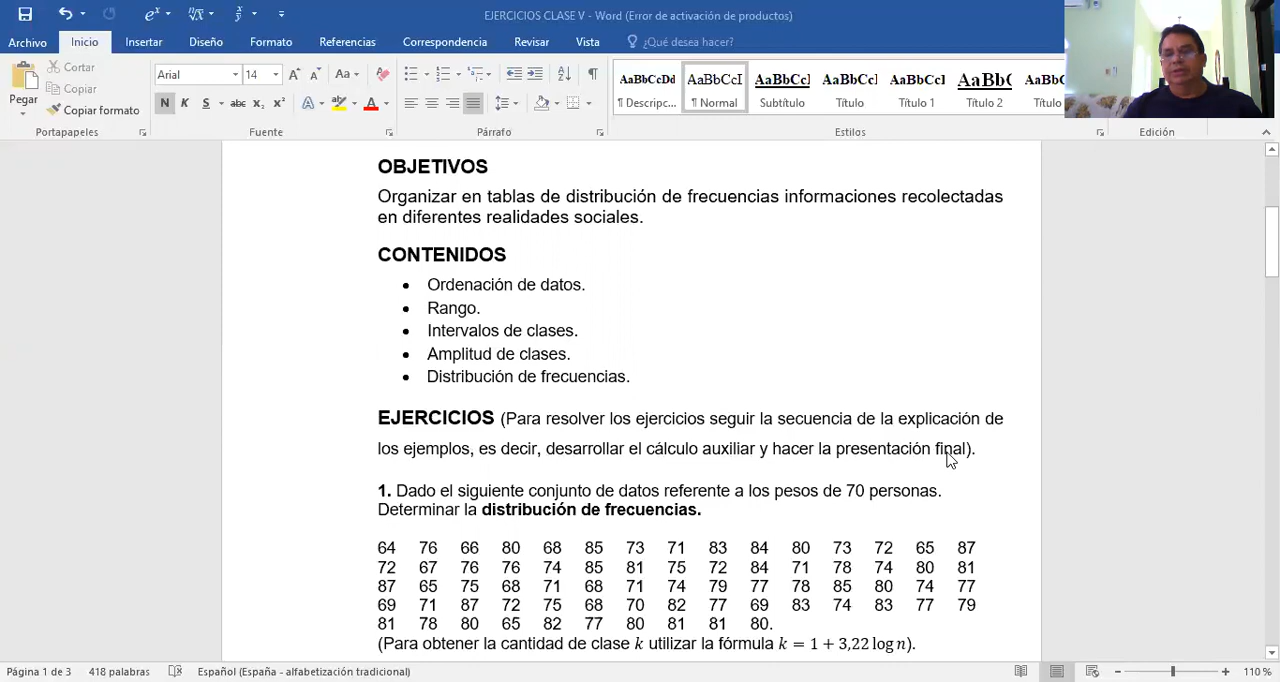 EJERCICIOS CLASE V - Word (Error de activación de productos)
Archivo Inicio Insertar Diseño Formato Referencias Correspondencia Revisar Vista ¿Qué desea hacer?
Pegar
Cortar
Copiar
Copiar formato
Portapapeles
Arial 14
N K S abc x₂ x²
Fuente
Párrafo
AaBbCcDd AaBbCcI AaBbCcI AaBbCcI AaBbCcI AaBb( AaBbC
¶ Descripc... ¶ Normal Subtítulo Título Título 1 Título 2 Título
Estilos
Edición
OBJETIVOS
Organizar en tablas de distribución de frecuencias informaciones recolectadas
en diferentes realidades sociales.
CONTENIDOS
• Ordenación de datos.
• Rango.
• Intervalos de clases.
• Amplitud de clases.
• Distribución de frecuencias.
EJERCICIOS (Para resolver los ejercicios seguir la secuencia de la explicación de
los ejemplos, es decir, desarrollar el cálculo auxiliar y hacer la presentación final).
1. Dado el siguiente conjunto de datos referente a los pesos de 70 personas.
Determinar la distribución de frecuencias.
64 76 66 80 68 85 73 71 83 84 80 73 72 65 87
72 67 76 76 74 85 81 75 72 84 71 78 74 80 81
87 65 75 68 71 68 71 74 79 77 78 85 80 74 77
69 71 87 72 75 68 70 82 77 69 83 74 83 77 79
81 78 80 65 82 77 80 81 81 80.
(Para obtener la cantidad de clase k utilizar la fórmula k = 1 + 3,22 log n).
Página 1 de 3 418 palabras Español (España - alfabetización tradicional) 110 %